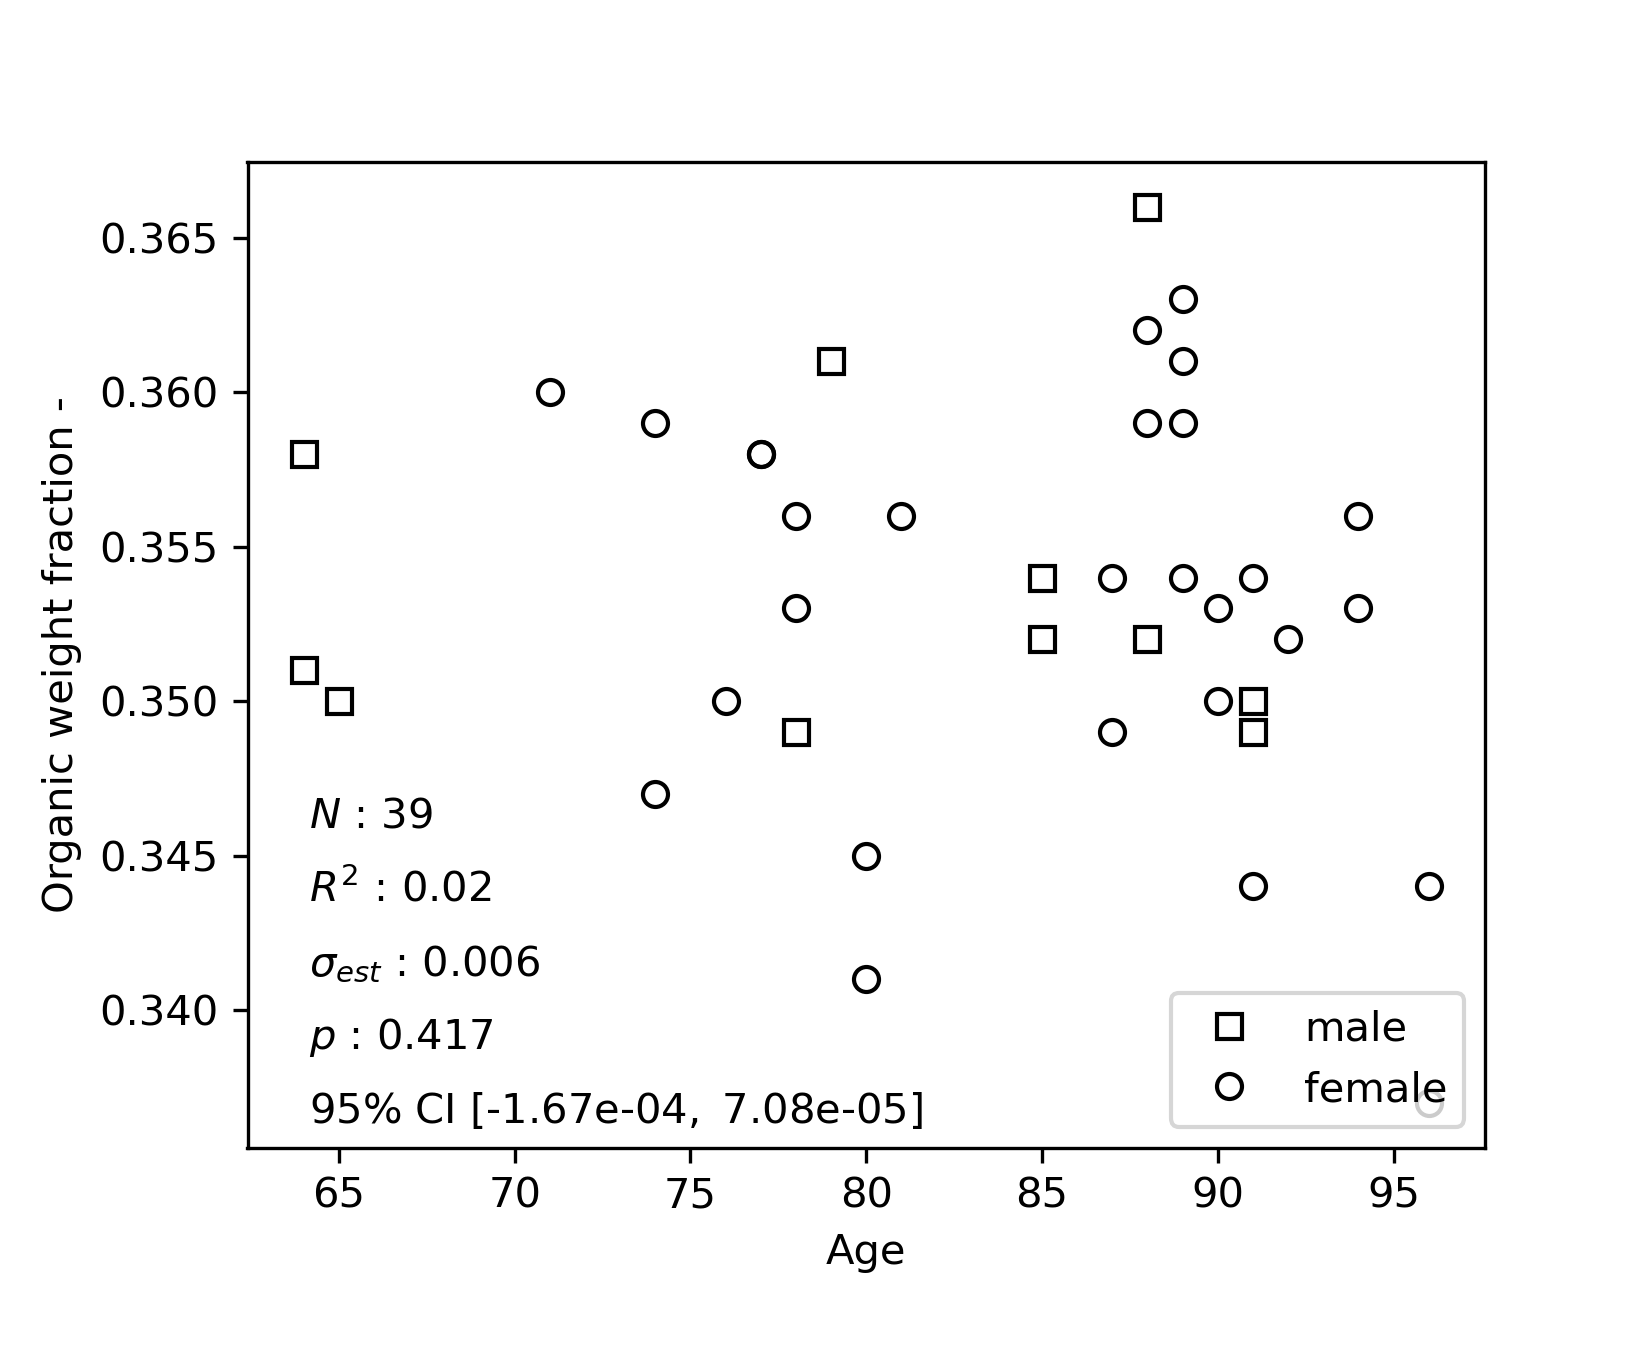 0.365
0.360
0.355
0.350
0.345
0.340
Organic weight fraction -
N : 39
R² : 0.02
σest : 0.006
p : 0.417
95% CI [-1.67e-04, 7.08e-05]
male
female
65 70 75 80 85 90 95
Age